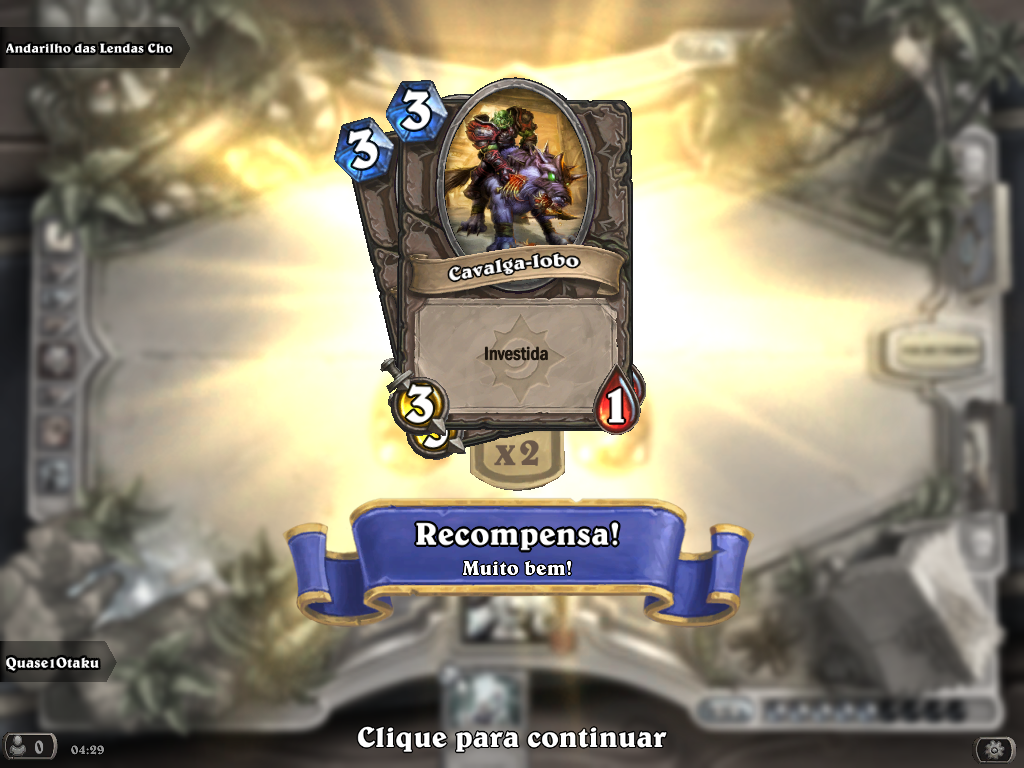 Andarilho das Lendas Cho
3
3
Cavalga-lobo
Investida
3
1
x2
Recompensa!
Muito bem!
Quase1Otaku
Clique para continuar
0
04:29